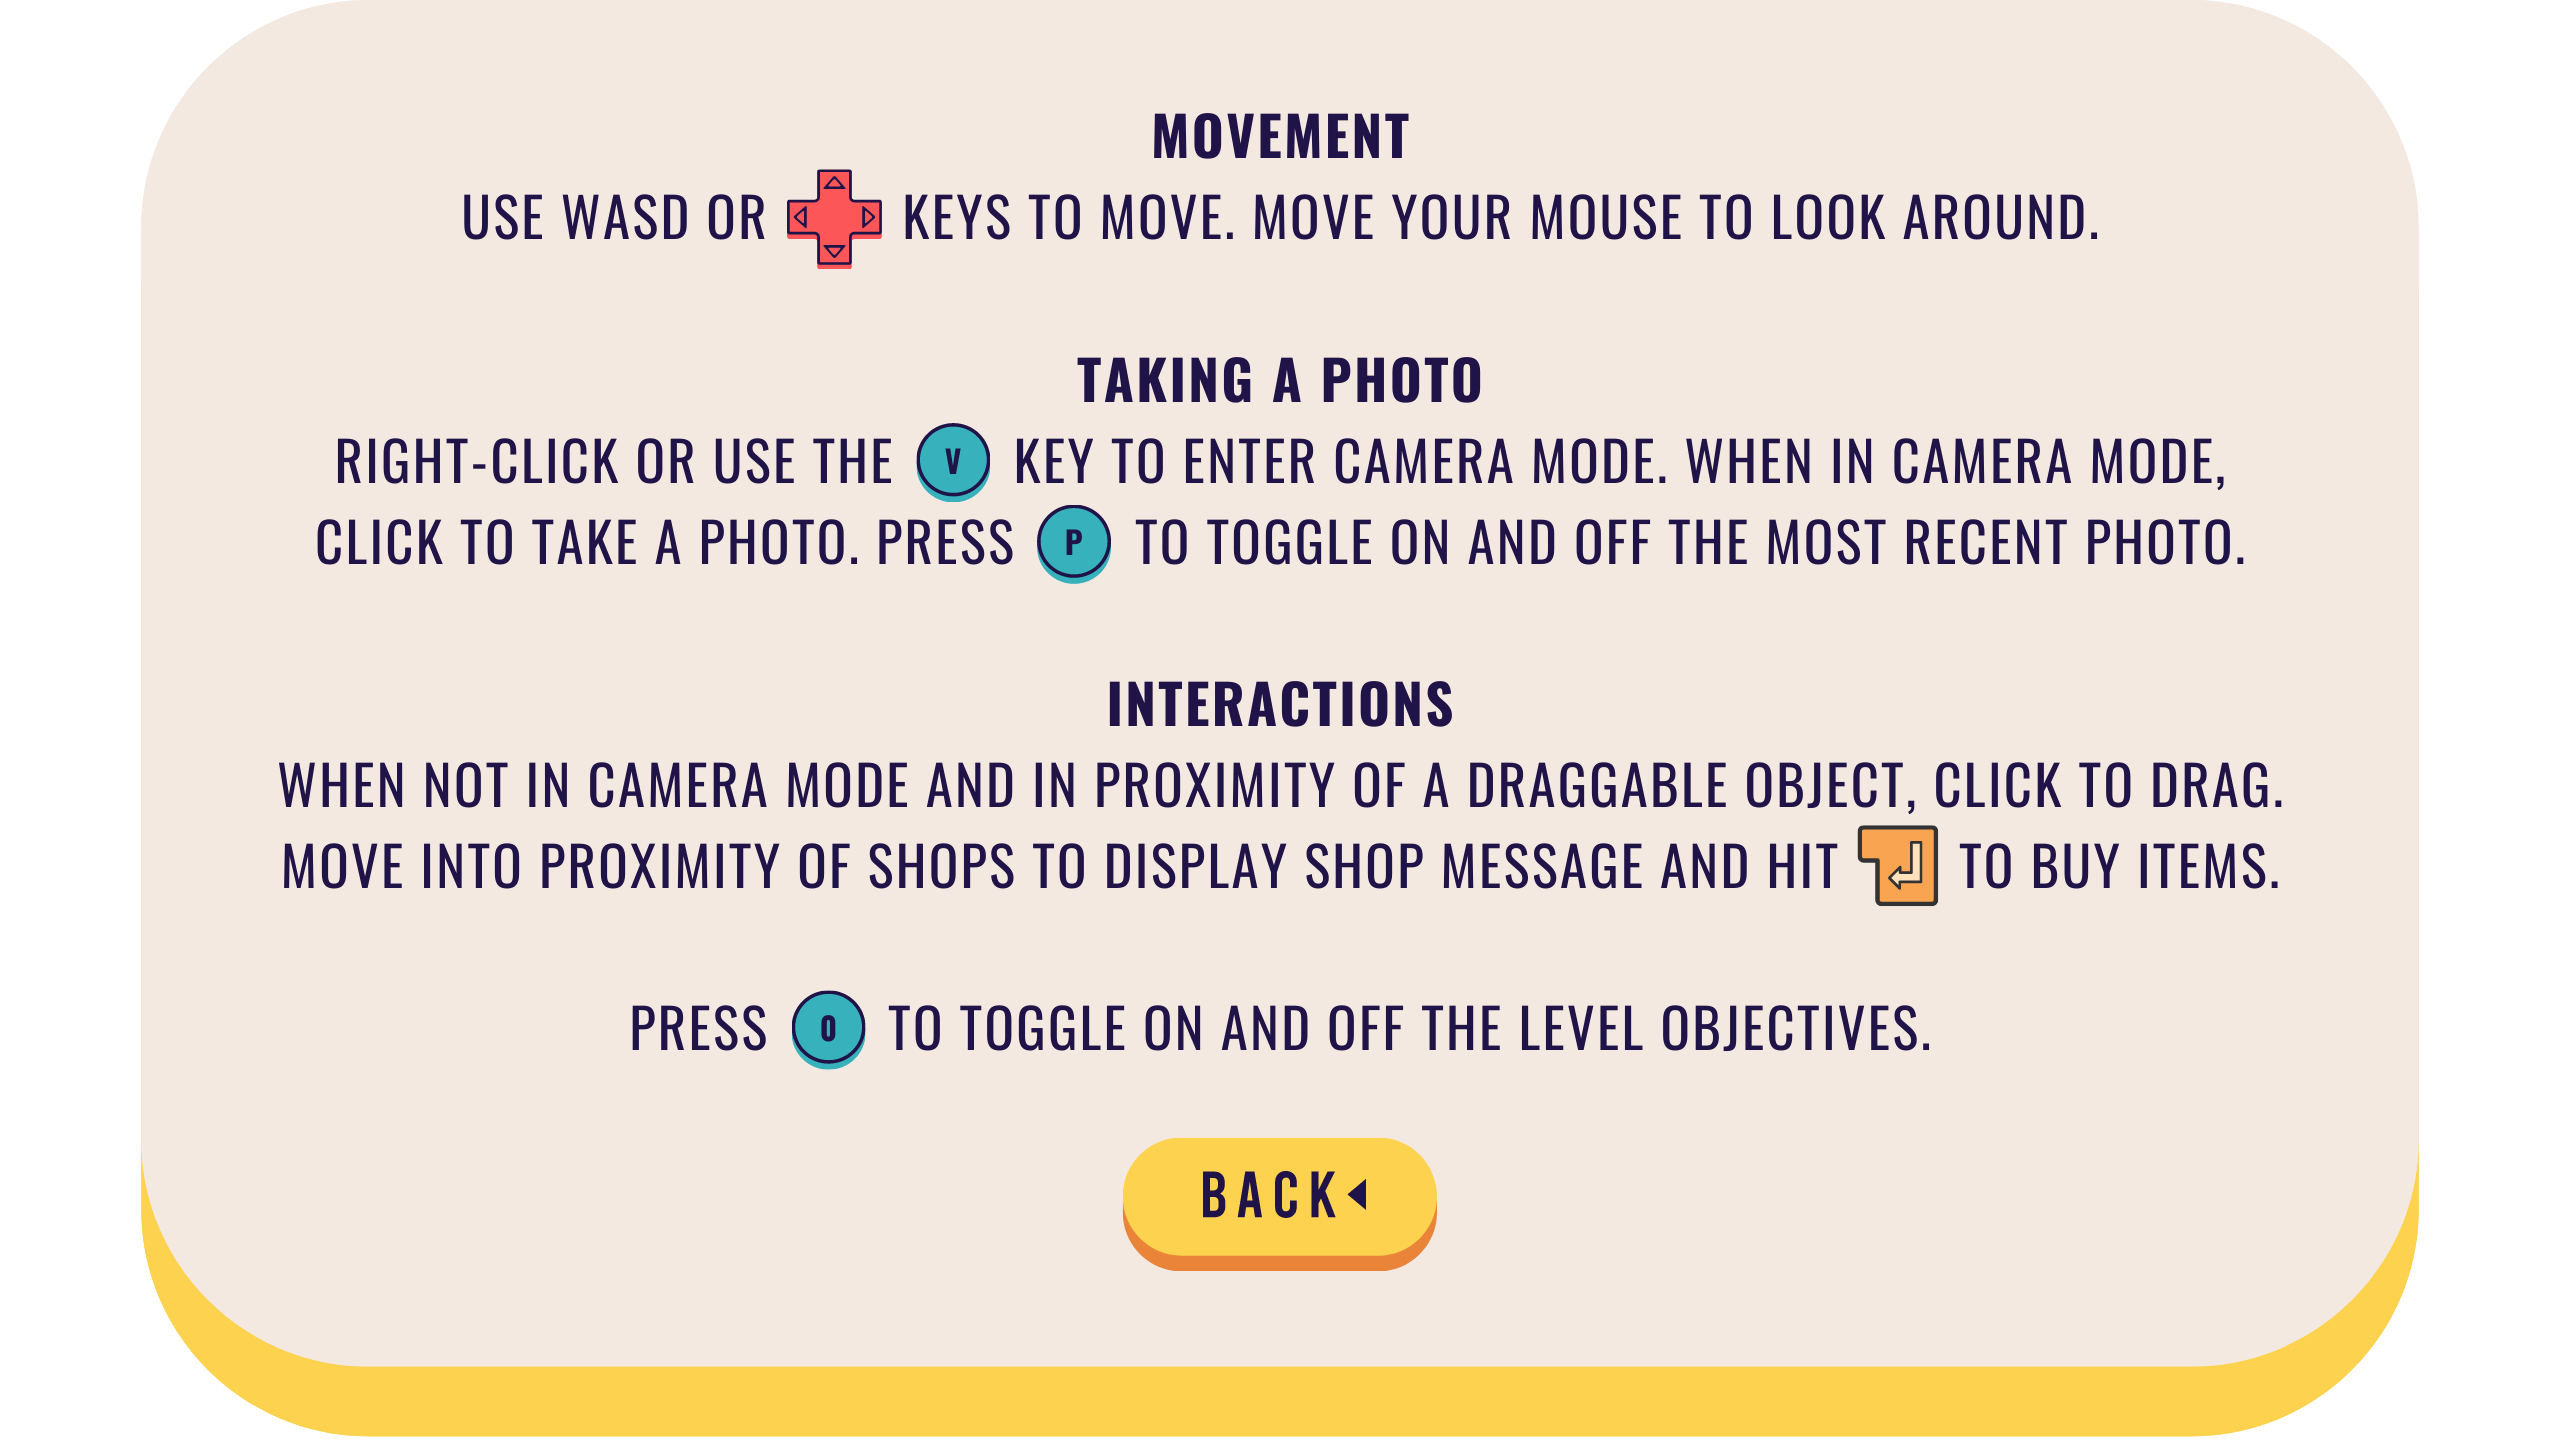 MOVEMENT
USE WASD OR KEYS TO MOVE. MOVE YOUR MOUSE TO LOOK AROUND.
TAKING A PHOTO
RIGHT-CLICK OR USE THE V KEY TO ENTER CAMERA MODE. WHEN IN CAMERA MODE,
CLICK TO TAKE A PHOTO. PRESS P TO TOGGLE ON AND OFF THE MOST RECENT PHOTO.
INTERACTIONS
WHEN NOT IN CAMERA MODE AND IN PROXIMITY OF A DRAGGABLE OBJECT, CLICK TO DRAG.
MOVE INTO PROXIMITY OF SHOPS TO DISPLAY SHOP MESSAGE AND HIT TO BUY ITEMS.
PRESS O TO TOGGLE ON AND OFF THE LEVEL OBJECTIVES.
BACK